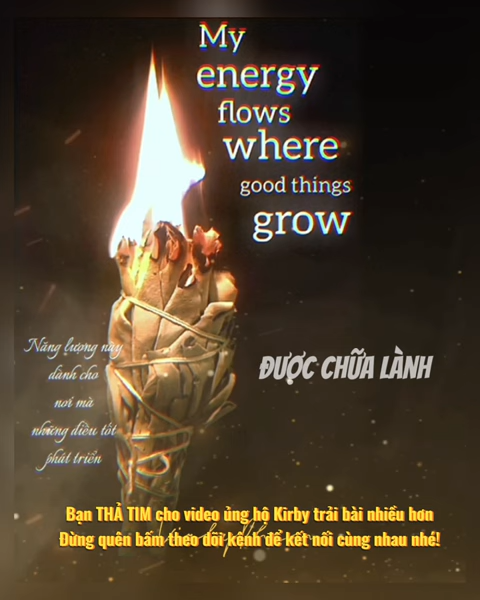 My
energy
flows
where
good things
grow
Năng lượng này
dành cho
nơi mà
những điều tốt
phát triển
ĐƯỢC CHỮA LÀNH
Bạn THẢ TIM cho video ủng hộ Kirby trải bài nhiều hơn
Đừng quên bấm theo dõi kênh để kết nối cùng nhau nhé!